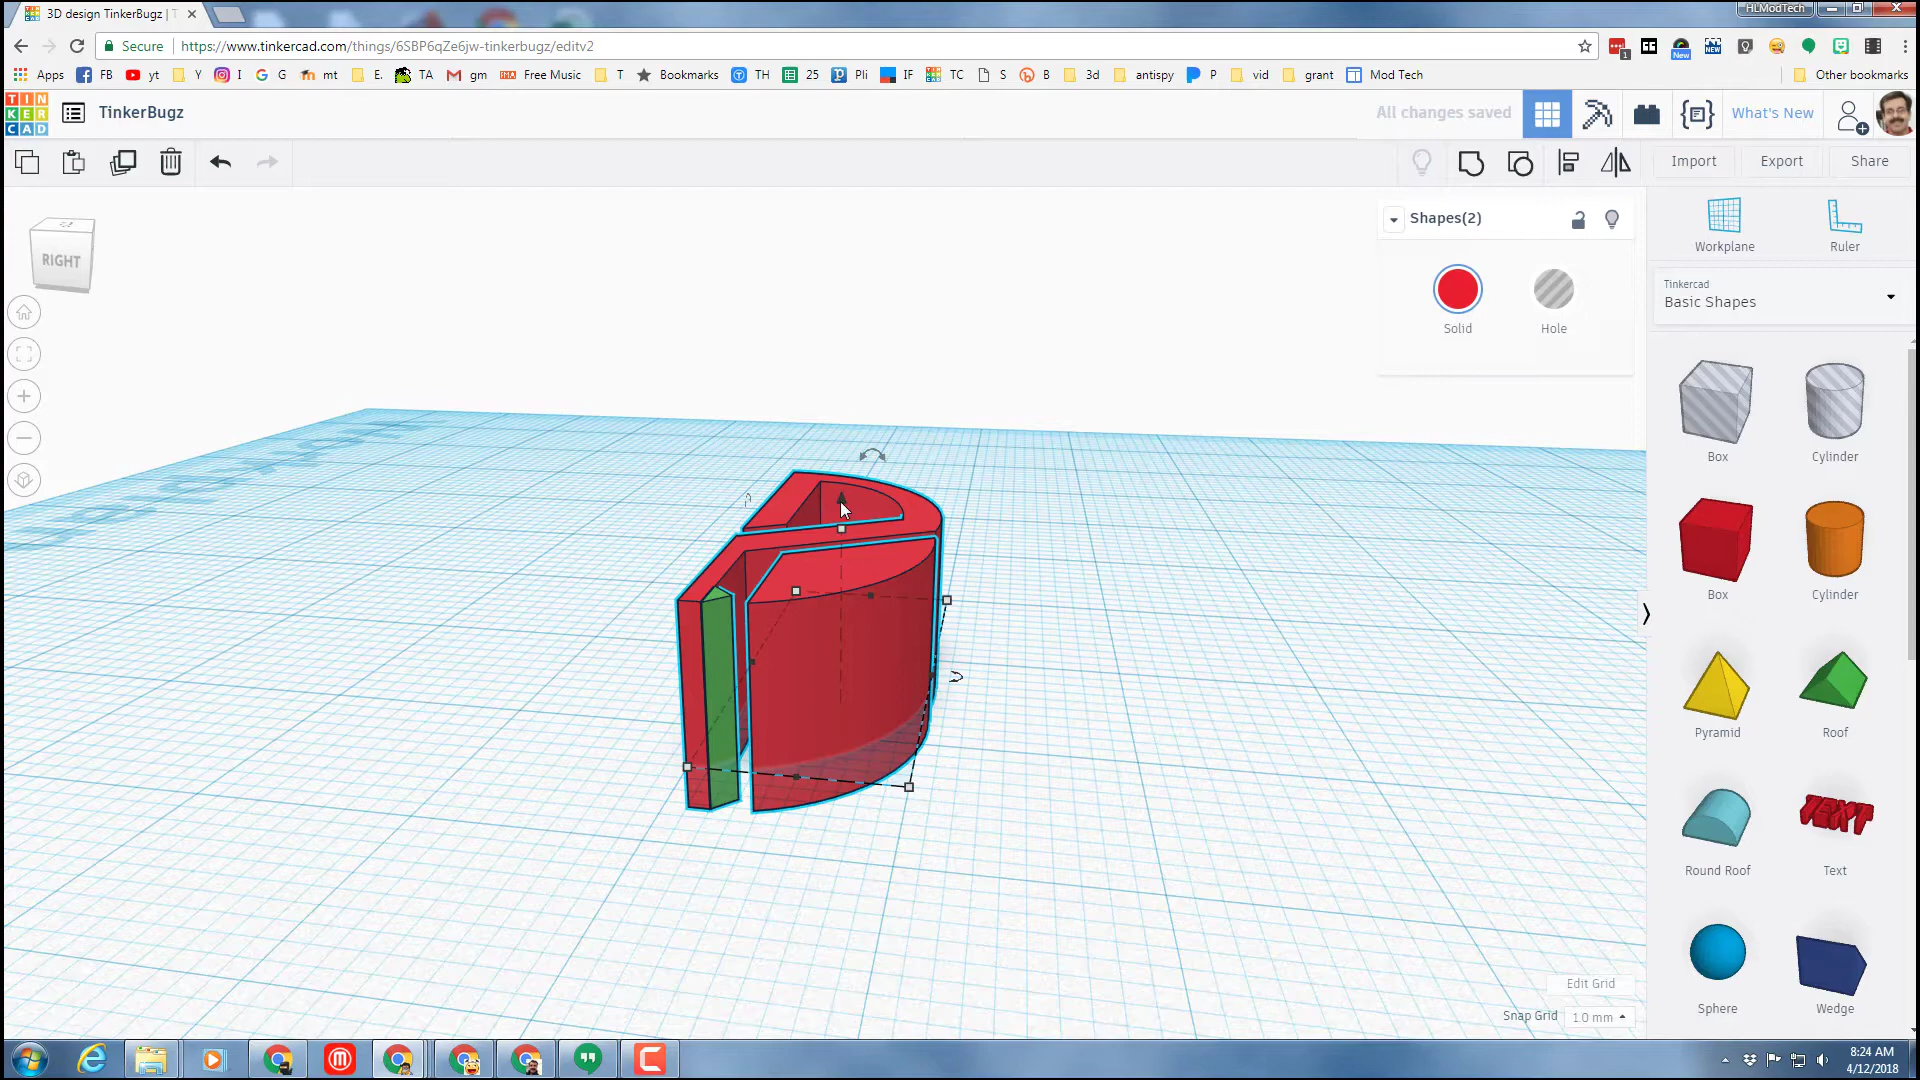 3D design TinkerBugz | T
HLModTech
Secure https://www.tinkercad.com/things/6SBP6qZe6jw-tinkerbugz/editv2
1
New
Apps FB yt Y I G mt E. TA gm Free Music T Bookmarks TH 25 Pli IF TC S B 3d antispy P vid grant Mod Tech Other bookmarks
TIN
KER
CAD
TinkerBugz
All changes saved
What's New
Import Export Share
RIGHT
Shapes(2)
Solid Hole
Workplane Ruler
Tinkercad
Basic Shapes
Box Cylinder
Box Cylinder
Pyramid Roof
Round Roof Text
Sphere Wedge
TEXT
Edit Grid
Snap Grid 1.0 mm
8:24 AM
4/12/2018